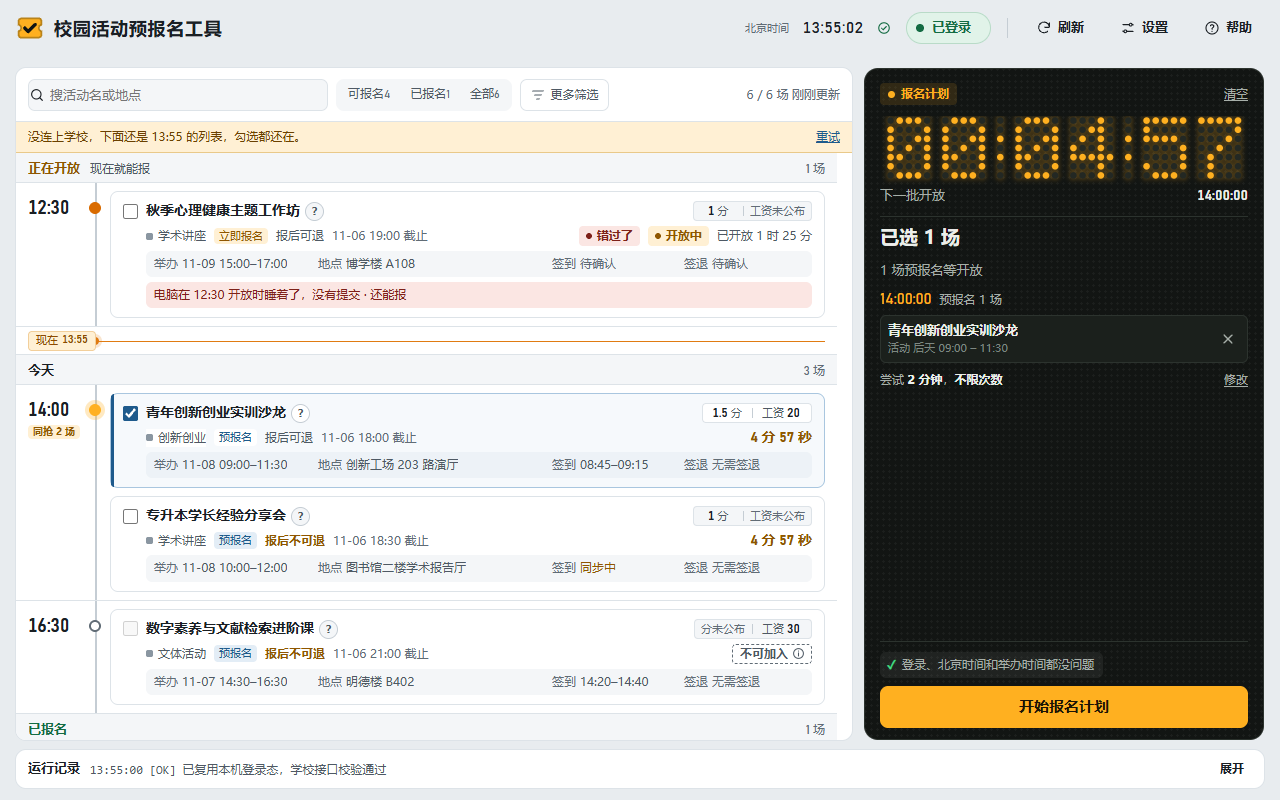 校园活动预报名工具
北京时间 13:55:02 已登录 刷新 设置 帮助
搜活动名或地点 可报名4 已报名1 全部6 更多筛选 6 / 6 场 刚刚更新
没连上学校，下面还是 13:55 的列表，勾选都还在。 重试
正在开放 现在就能报 1 场
12:30 秋季心理健康主题工作坊 ? 1 分 工资未公布
学术讲座 立即报名 报后可退 11-06 19:00 截止 错过了 开放中 已开放 1 时 25 分
举办 11-09 15:00–17:00 地点 博学楼 A108 签到 待确认 签退 待确认
电脑在 12:30 开放时睡着了，没有提交 · 还能报
现在 13:55
今天 3 场
14:00 青年创新创业实训沙龙 ? 1.5 分 工资 20
同抢 2 场
创新创业 预报名 报后可退 11-06 18:00 截止 4 分 57 秒
举办 11-08 09:00–11:30 地点 创新工场 203 路演厅 签到 08:45–09:15 签退 无需签退
专升本学长经验分享会 ? 1 分 工资未公布
学术讲座 预报名 报后不可退 11-06 18:30 截止 4 分 57 秒
举办 11-08 10:00–12:00 地点 图书馆二楼学术报告厅 签到 同步中 签退 无需签退
16:30 数字素养与文献检索进阶课 ? 分未公布 工资 30
文体活动 预报名 报后不可退 11-06 21:00 截止 不可加入
举办 11-07 14:30–16:30 地点 明德楼 B402 签到 14:20–14:40 签退 无需签退
已报名 1 场
报名计划 清空
00:04:57
下一批开放 14:00:00
已选 1 场
1 场预报名等开放
14:00:00 预报名 1 场
青年创新创业实训沙龙
活动 后天 09:00 – 11:30
尝试 2 分钟，不限次数 修改
登录、北京时间和举办时间都没问题
开始报名计划
运行记录 13:55:00 [OK] 已复用本机登录态，学校接口校验通过 展开